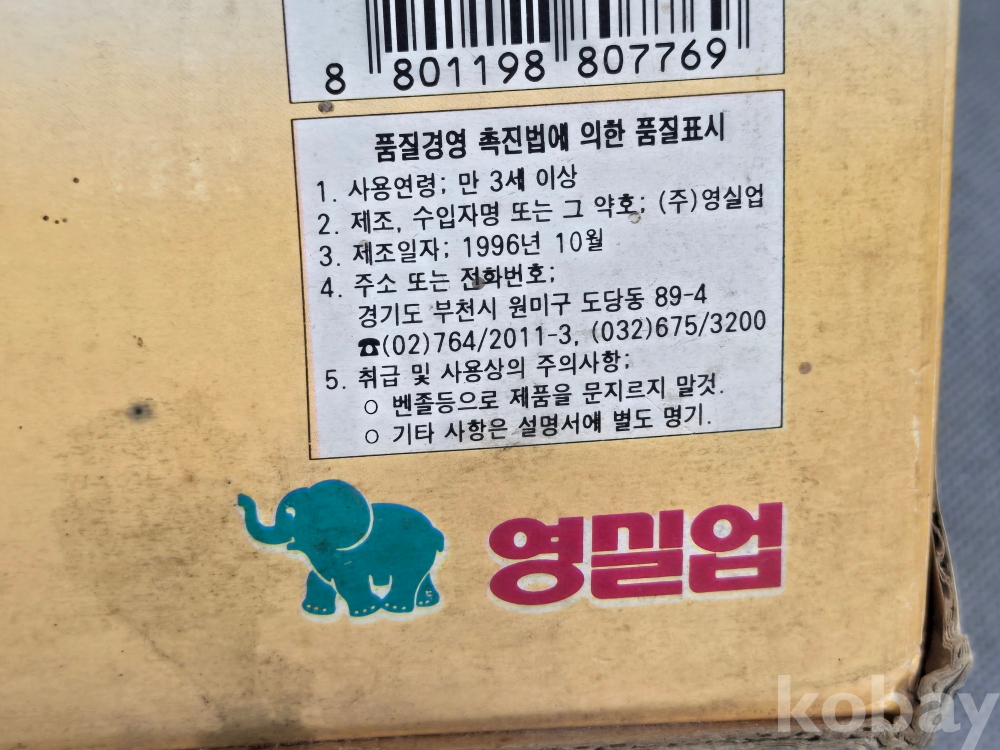 8 801198 807769
품질경영 촉진법에 의한 품질표시
1. 사용연령; 만 3세 이상
2. 제조, 수입자명 또는 그 약호; (주)영실업
3. 제조일자; 1996년 10월
4. 주소 또는 전화번호;
경기도 부천시 원미구 도당동 89-4
☎(02)764/2011-3, (032)675/3200
5. 취급 및 사용상의 주의사항;
ㅇ 벤졸등으로 제품을 문지르지 말것.
ㅇ 기타 사항은 설명서에 별도 명기.
영실업
kobay